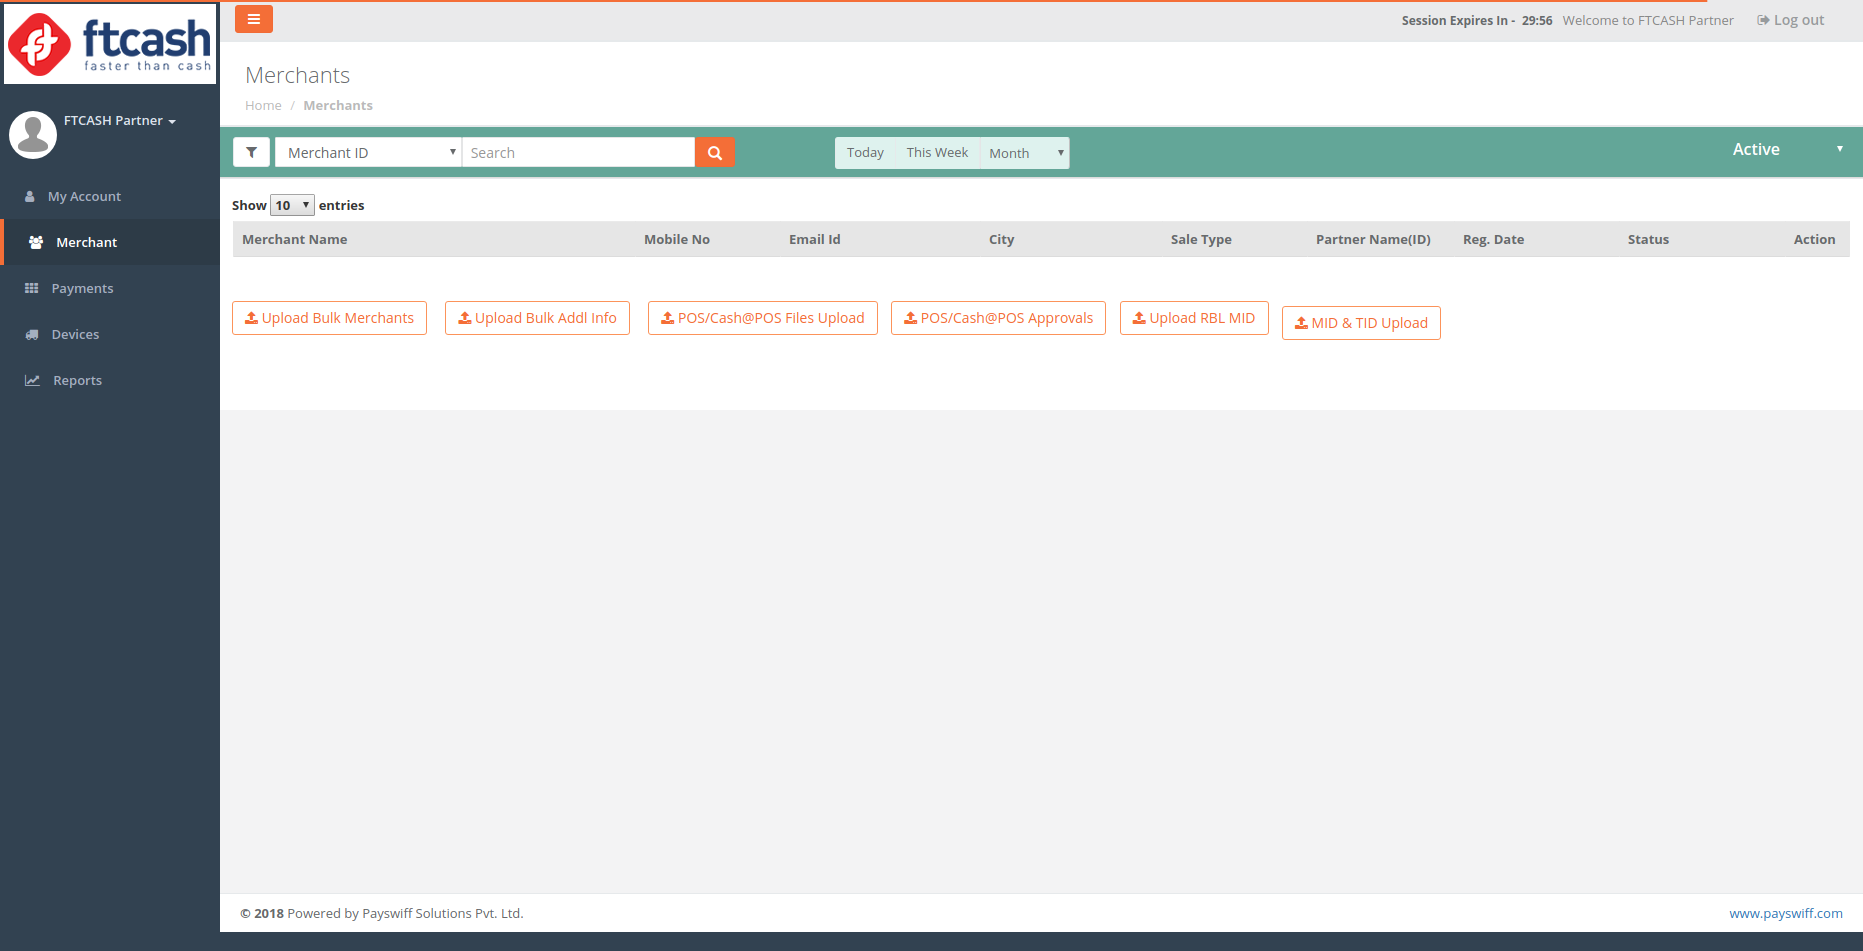 ftcash
faster than cash
Session Expires In - 29:56 Welcome to FTCASH Partner Log out
Merchants
Home / Merchants
FTCASH Partner
My Account
Merchant
Payments
Devices
Reports
Merchant ID Search Today This Week Month Active
Show 10 entries
Merchant Name Mobile No Email Id City Sale Type Partner Name(ID) Reg. Date Status Action
Upload Bulk Merchants Upload Bulk Addl Info POS/Cash@POS Files Upload POS/Cash@POS Approvals Upload RBL MID MID & TID Upload
© 2018 Powered by Payswiff Solutions Pvt. Ltd. www.payswiff.com